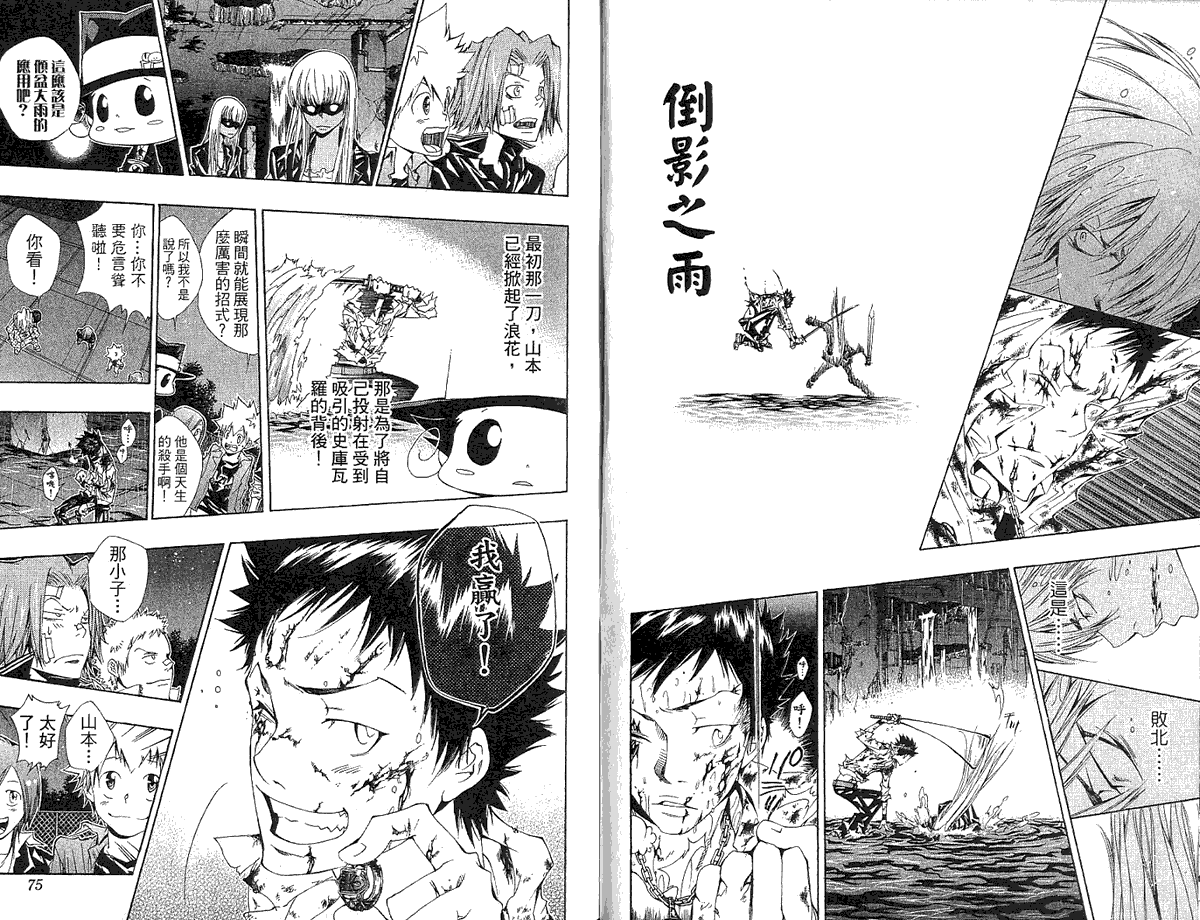 倒影之雨
這是……
敗北……
呼…
呼!
這應該是
傾盆大雨的
應用吧?
最初那一刀，山本
已經掀起了浪花，
那是為了將自
己投射在受到
吸引的史庫瓦
羅的背後!
瞬間就能展現那
麼厲害的招式?
所以我不是
說了嗎?
他是個天生
的殺手啊!
你…你不
要危言聳
聽啦!
你看!
呼…
咳!
我贏了!
那小子…
山本…
太好
了!
75